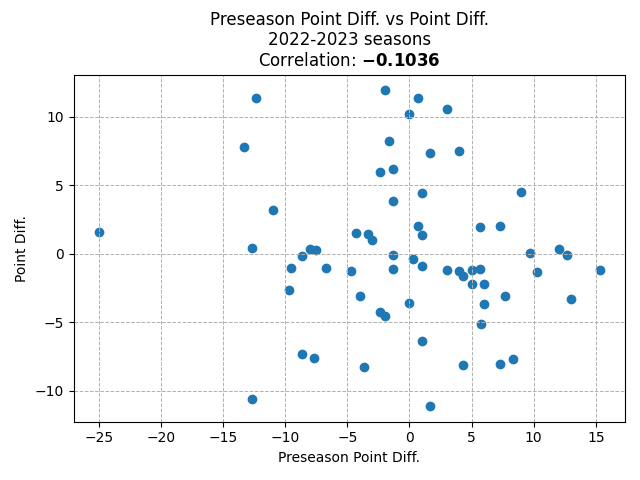 Preseason Point Diff. vs Point Diff.
2022-2023 seasons
Correlation: −0.1036
10
5
0
−5
−10
Point Diff.
−25 −20 −15 −10 −5 0 5 10 15
Preseason Point Diff.